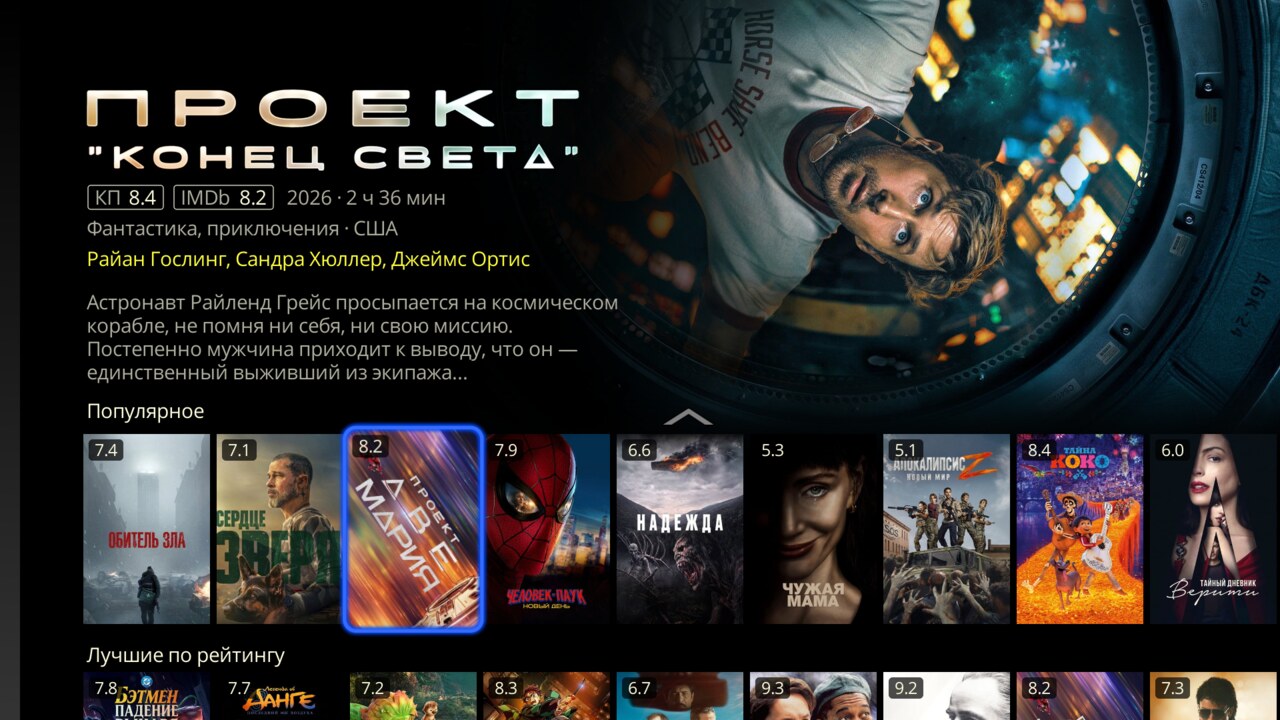 ПРОЕКТ
"КОНЕЦ СВЕТА"
КП 8.4 IMDb 8.2 2026 · 2 ч 36 мин
Фантастика, приключения · США
Райан Гослинг, Сандра Хюллер, Джеймс Ортис
Астронавт Райленд Грейс просыпается на космическом
корабле, не помня ни себя, ни свою миссию.
Постепенно мужчина приходит к выводу, что он —
единственный выживший из экипажа...
Популярное
7.4
ОБИТЕЛЬ ЗЛА
7.1
СЕРДЦЕ
ЗВЕРЯ
8.2
ПРОЕКТ
АВЕ
МАРИЯ
7.9
ЧЕЛОВЕК-ПАУК
НОВЫЙ ДЕНЬ
6.6
НАДЕЖДА
5.3
ЧУЖАЯ
МАМА
5.1
АПОКАЛИПСИС Z
НОВЫЙ МИР
8.4
ТАЙНА
КОКО
6.0
ТАЙНЫЙ ДНЕВНИК
Верити
Лучшие по рейтингу
7.8
БЭТМЕН
ПАДЕНИЕ
7.7
Легенда об
ААНГЕ
7.2
8.3
6.7
9.3
9.2
8.2
7.3